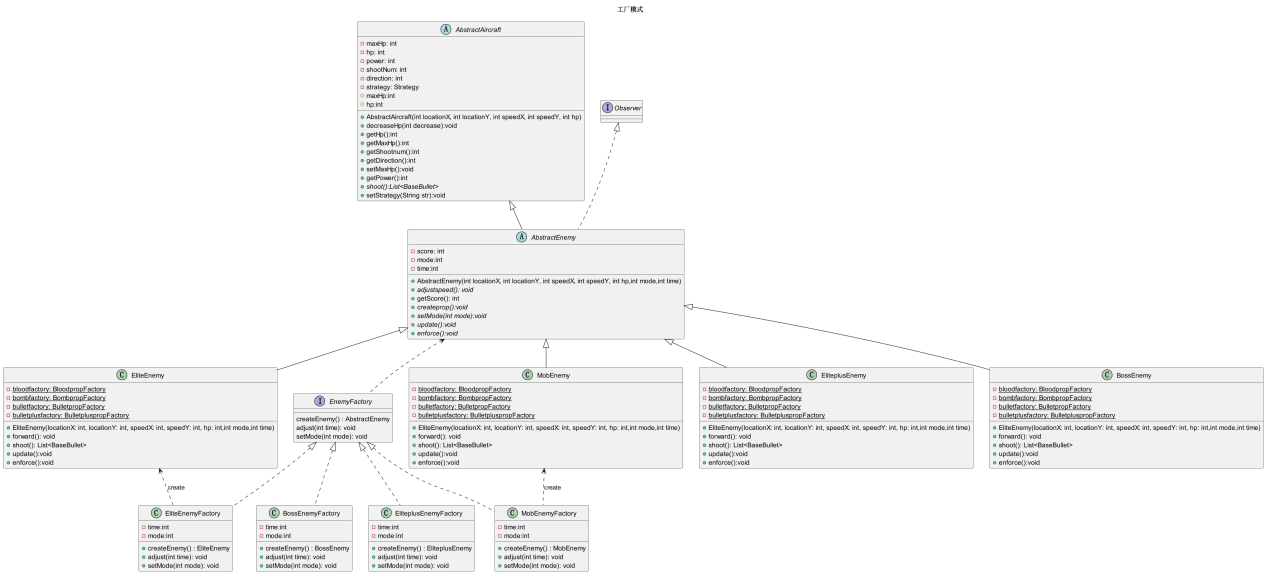 工厂模式
A AbstractAircraft
maxHp: int
hp: int
power: int
shootNum: int
direction: int
strategy: Strategy
maxHp:int
hp:int
AbstractAircraft(int locationX, int locationY, int speedX, int speedY, int hp)
decreaseHp(int decrease):void
getHp():int
getMaxHp():int
getShootnum():int
getDirection():int
setMaxHp():void
getPower():int
shoot():List<BaseBullet>
setStrategy(String str):void
I Observer
A AbstractEnemy
score: int
mode:int
time:int
AbstractEnemy(int locationX, int locationY, int speedX, int speedY, int hp,int mode,int time)
adjustspeed(): void
getScore(): int
createprop():void
setMode(int mode):void
update():void
enforce():void
C EliteEnemy
bloodfactory: BloodpropFactory
bombfactory: BombpropFactory
bulletfactory: BulletpropFactory
bulletplusfactory: BulletpluspropFactory
EliteEnemy(locationX: int, locationY: int, speedX: int, speedY: int, hp: int,int mode,int time)
forward(): void
shoot(): List<BaseBullet>
update():void
enforce():void
I EnemyFactory
createEnemy() : AbstractEnemy
adjust(int time): void
setMode(int mode): void
C MobEnemy
bloodfactory: BloodpropFactory
bombfactory: BombpropFactory
bulletfactory: BulletpropFactory
bulletplusfactory: BulletpluspropFactory
EliteEnemy(locationX: int, locationY: int, speedX: int, speedY: int, hp: int,int mode,int time)
forward(): void
shoot(): List<BaseBullet>
update():void
enforce():void
C EliteplusEnemy
bloodfactory: BloodpropFactory
bombfactory: BombpropFactory
bulletfactory: BulletpropFactory
bulletplusfactory: BulletpluspropFactory
EliteEnemy(locationX: int, locationY: int, speedX: int, speedY: int, hp: int,int mode,int time)
forward(): void
shoot(): List<BaseBullet>
update():void
enforce():void
C BossEnemy
bloodfactory: BloodpropFactory
bombfactory: BombpropFactory
bulletfactory: BulletpropFactory
bulletplusfactory: BulletpluspropFactory
EliteEnemy(locationX: int, locationY: int, speedX: int, speedY: int, hp: int,int mode,int time)
forward(): void
shoot(): List<BaseBullet>
update():void
enforce():void
create
create
C EliteEnemyFactory
time:int
mode:int
createEnemy() : EliteEnemy
adjust(int time): void
setMode(int mode): void
C BossEnemyFactory
time:int
mode:int
createEnemy() : BossEnemy
adjust(int time): void
setMode(int mode): void
C EliteplusEnemyFactory
time:int
mode:int
createEnemy() : EliteplusEnemy
adjust(int time): void
setMode(int mode): void
C MobEnemyFactory
time:int
mode:int
createEnemy() : MobEnemy
adjust(int time): void
setMode(int mode): void